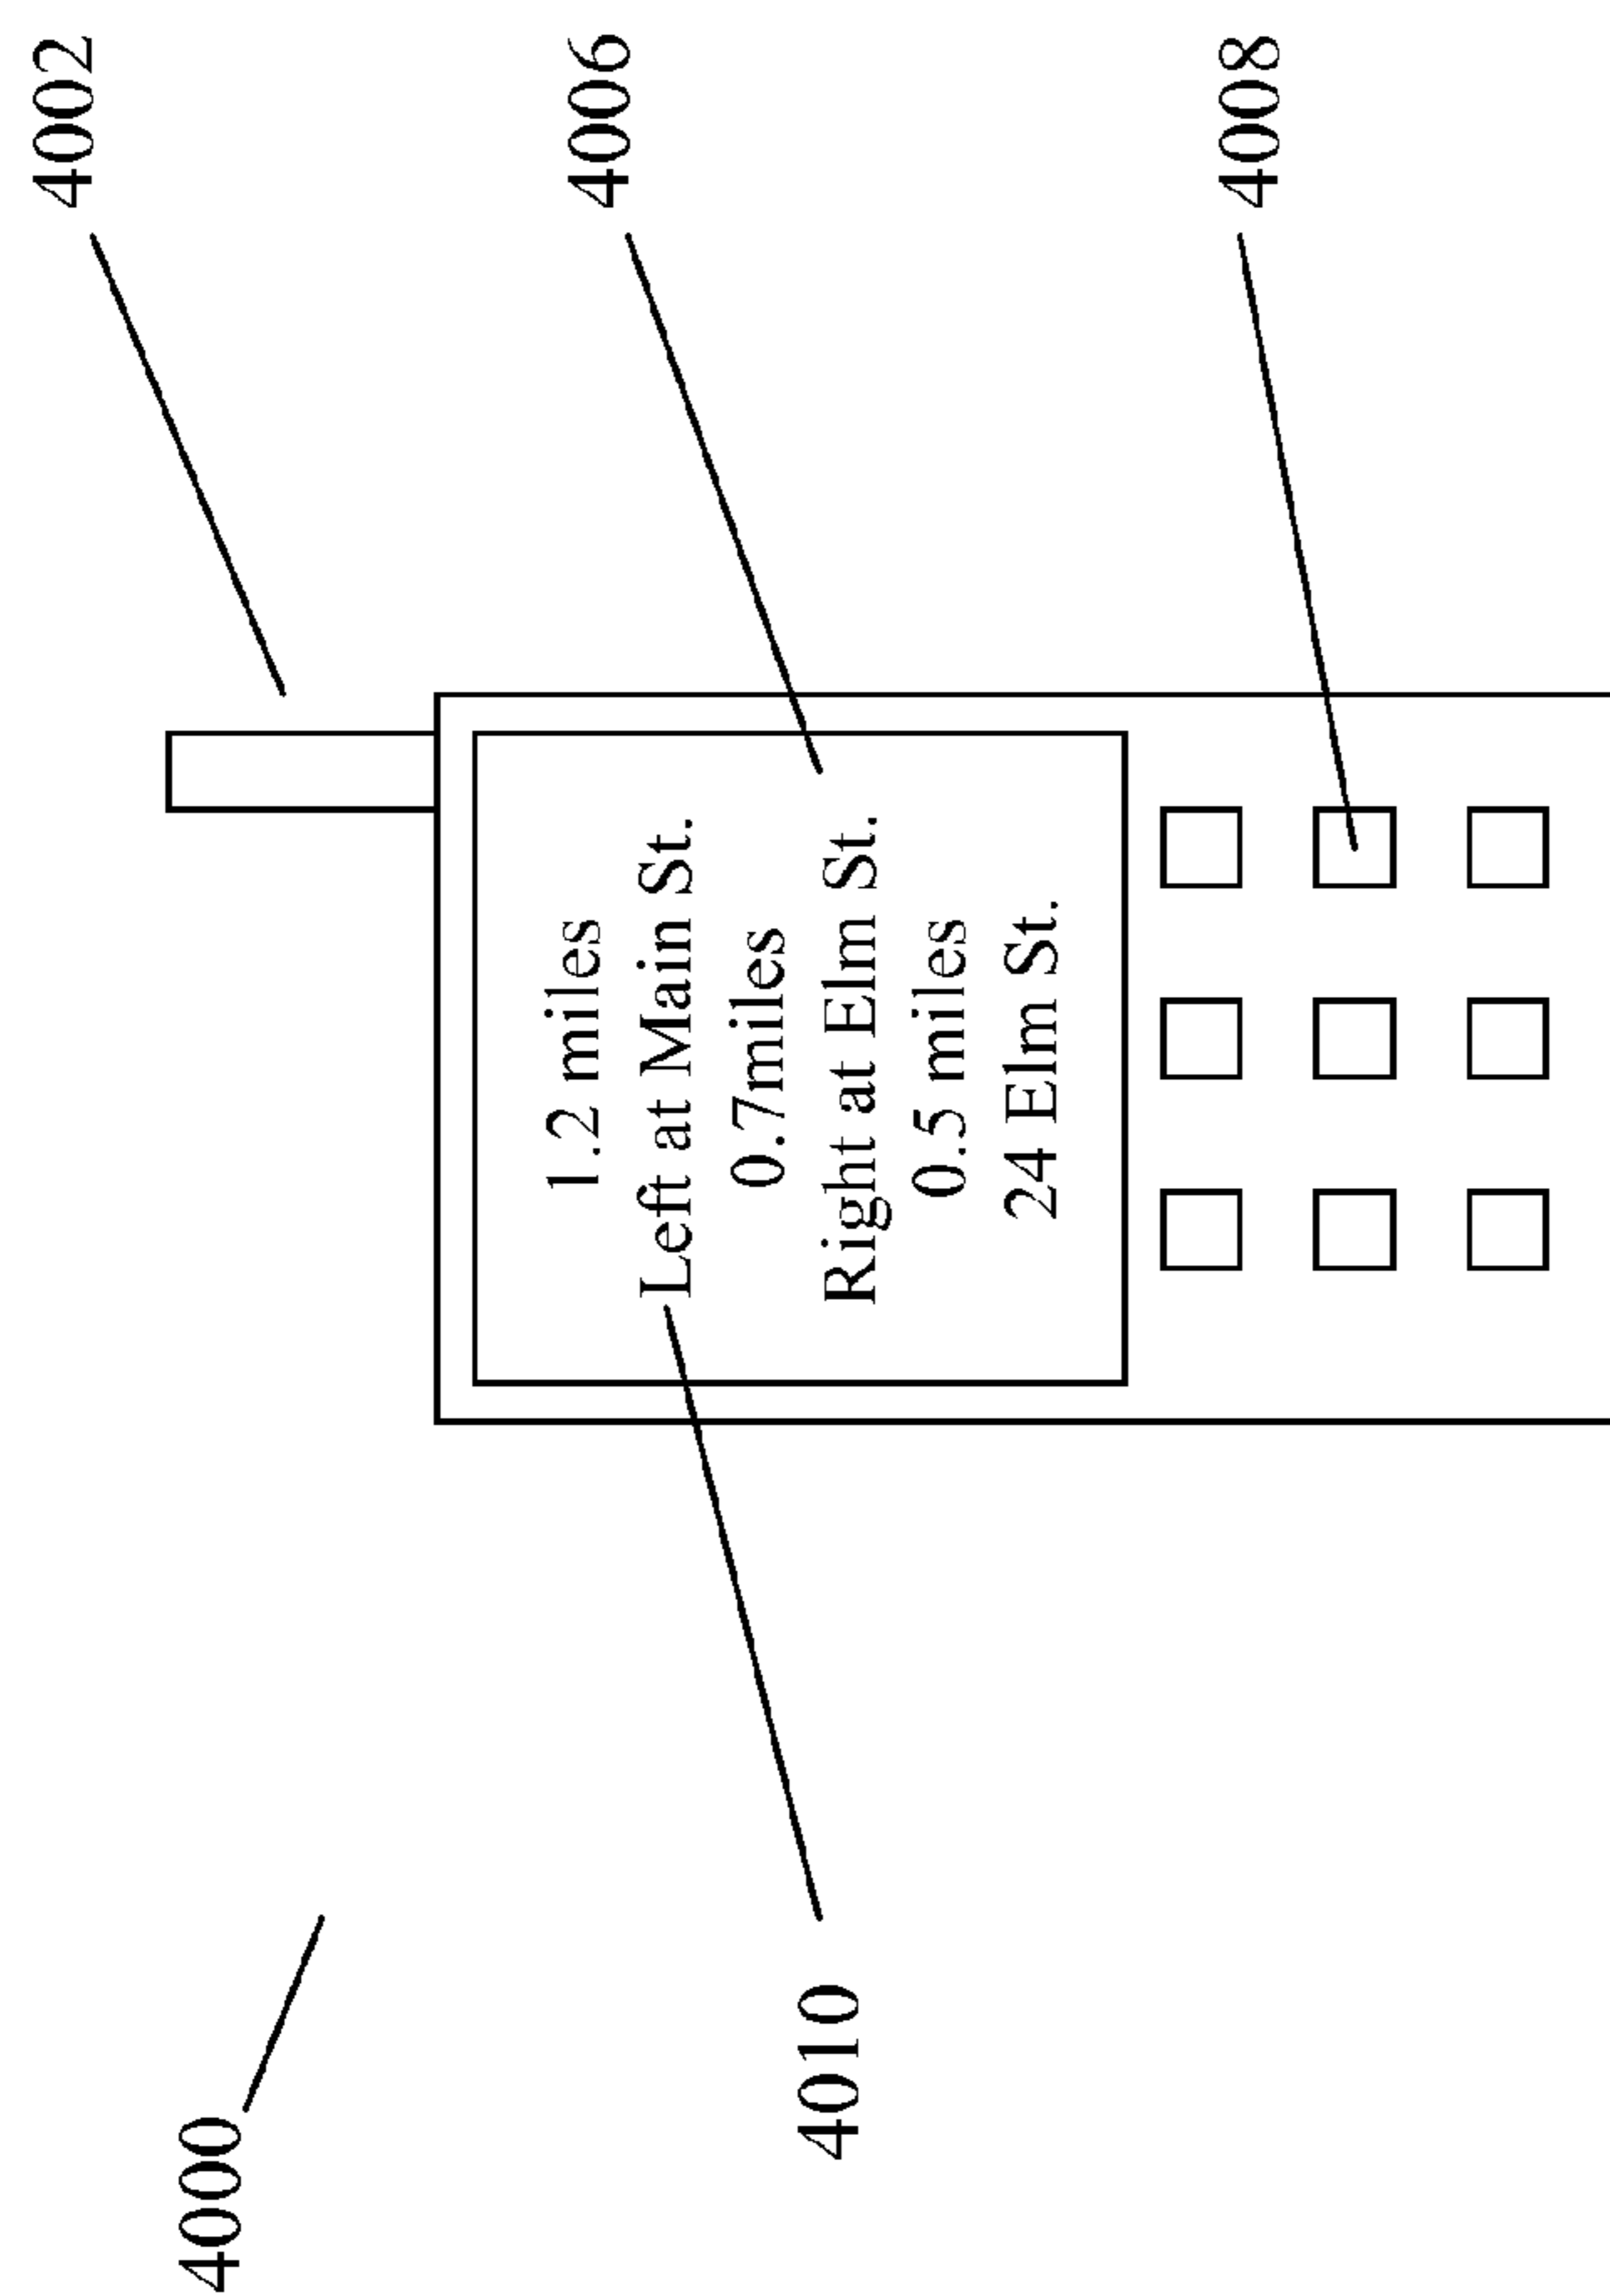 4002
4006
4008
1.2 miles
Left at Main St.
0.7miles
Right at Elm St.
0.5 miles
24 Elm St.
4000
4010